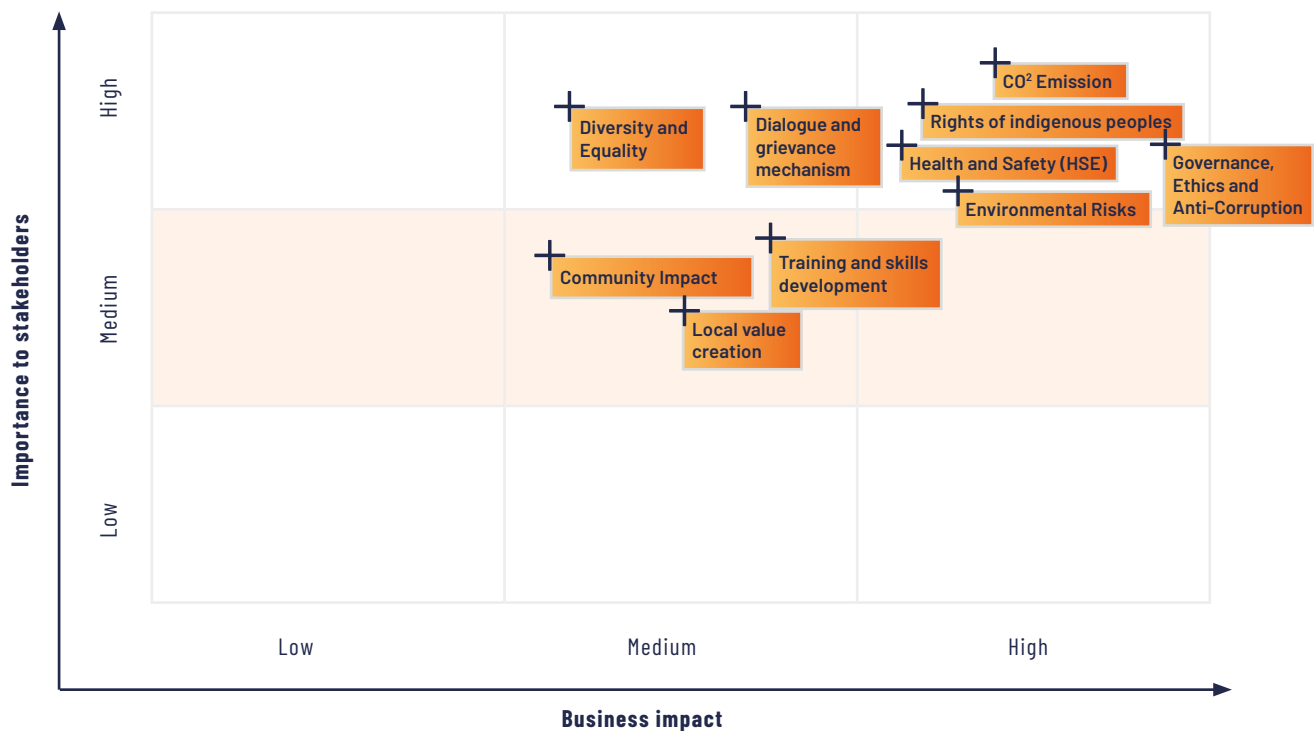 Importance to stakeholders
High
Medium
Low
CO² Emission
Rights of indigenous peoples
Diversity and
Equality
Dialogue and
grievance
mechanism
Health and Safety (HSE)
Governance,
Ethics and
Anti-Corruption
Environmental Risks
Community Impact
Training and skills
development
Local value
creation
Low
Medium
High
Business impact